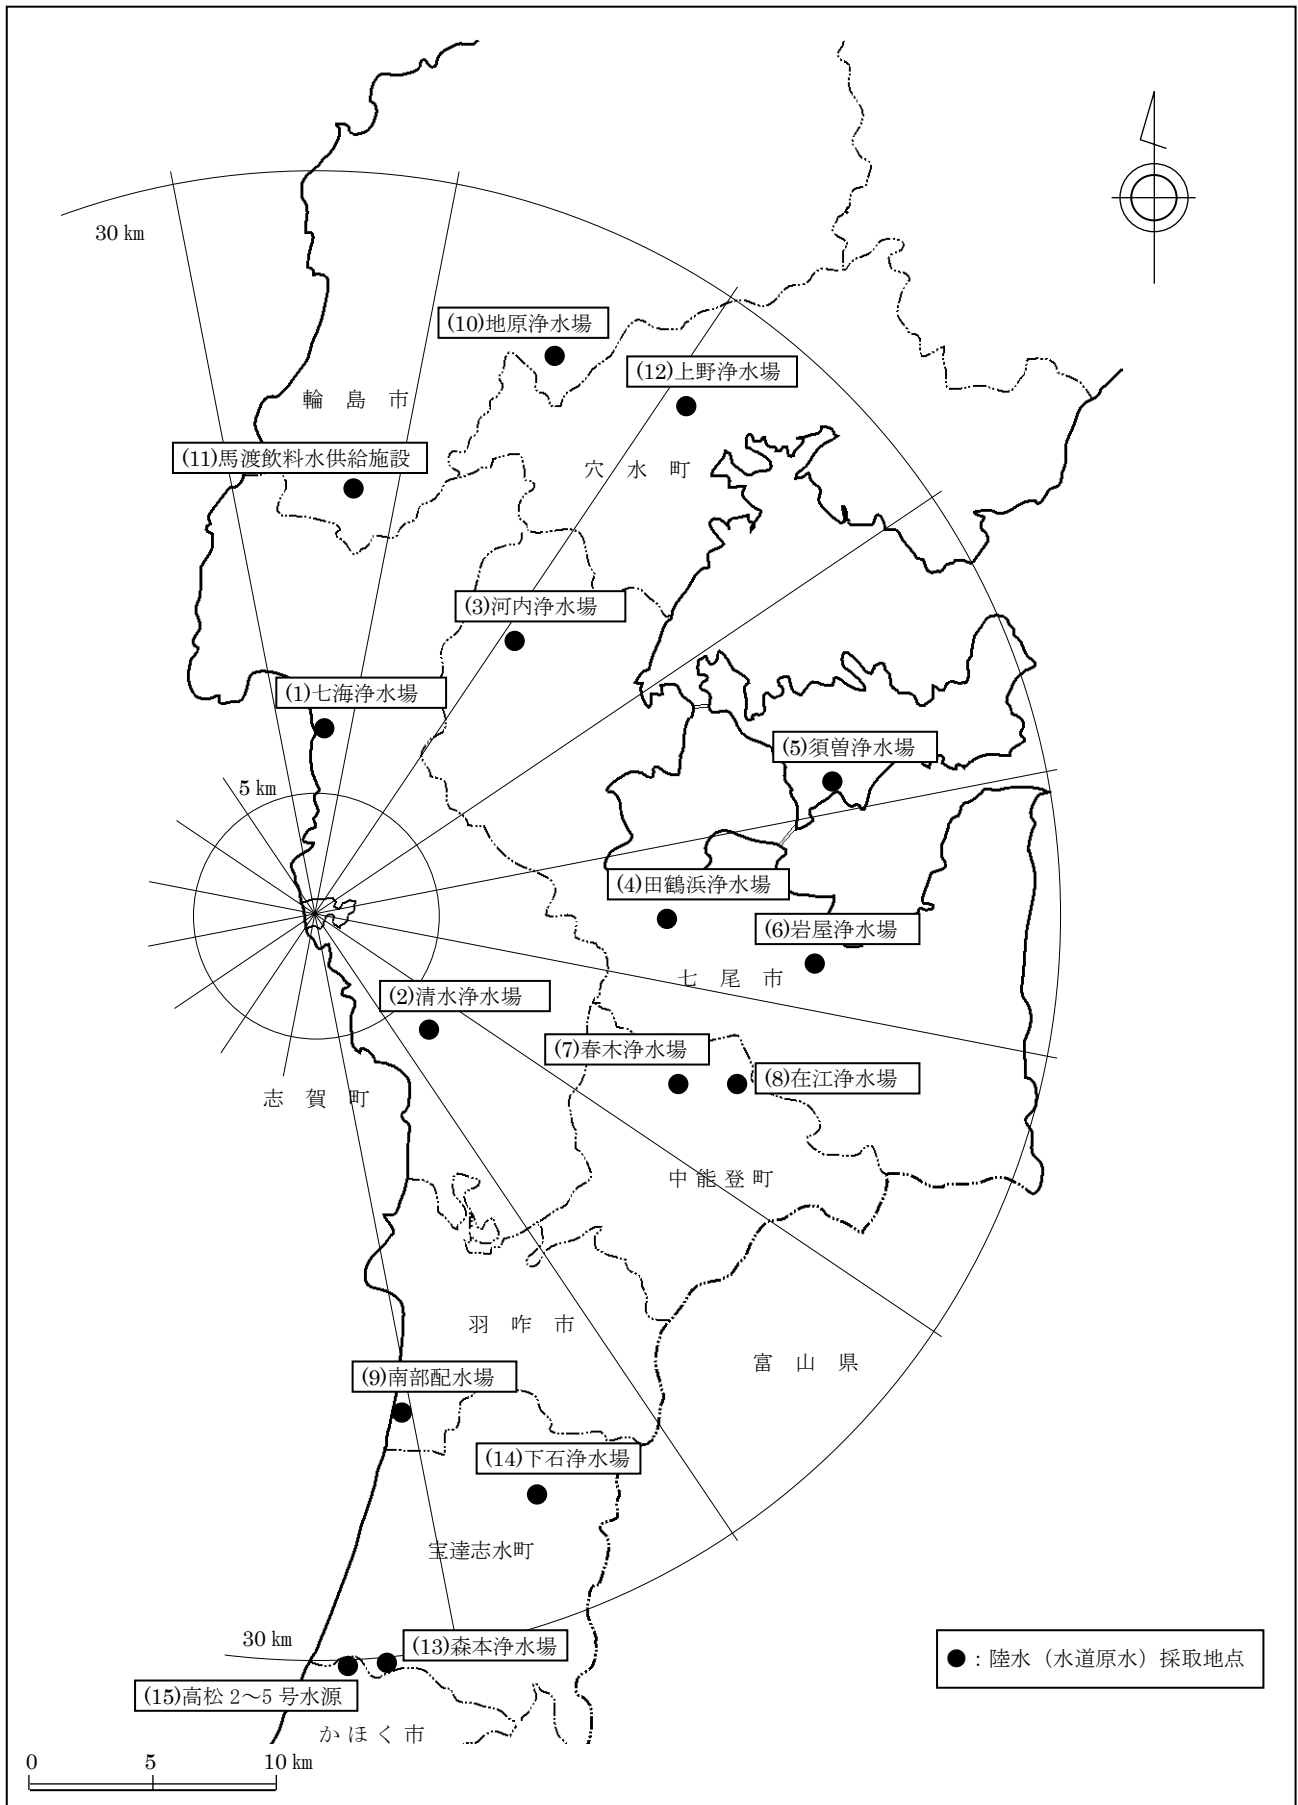 30 km
(10)地原浄水場
(12)上野浄水場
輪島市
(11)馬渡飲料水供給施設
穴水町
(3)河内浄水場
(1)七海浄水場
(5)須曽浄水場
5 km
(4)田鶴浜浄水場
(6)岩屋浄水場
七尾市
(2)清水浄水場
(7)春木浄水場
(8)在江浄水場
志賀町
中能登町
羽咋市
富山県
(9)南部配水場
(14)下石浄水場
宝達志水町
30 km
(13)森本浄水場
●：陸水（水道原水）採取地点
(15)高松 2～5 号水源
かほく市
0 5 10 km